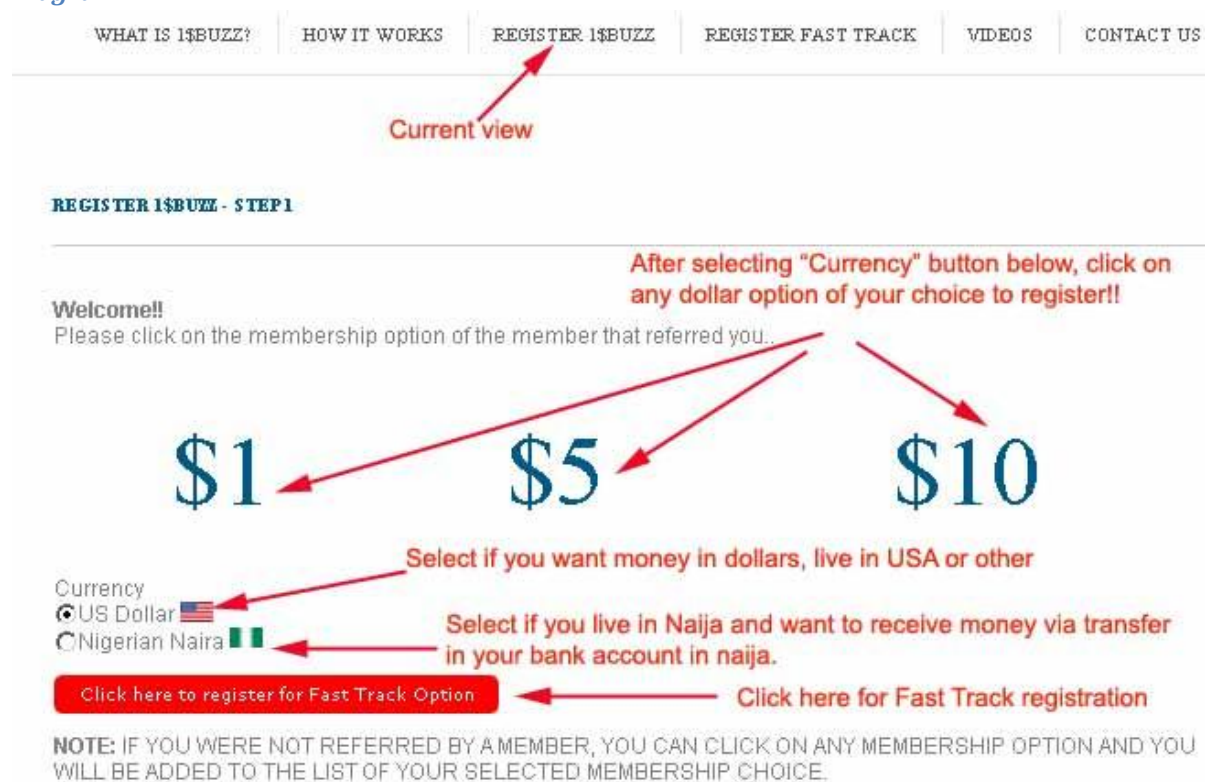 WHAT IS 1$BUZZ? HOW IT WORKS REGISTER 1$BUZZ REGISTER FAST TRACK VIDEOS CONTACT US
Current view
REGISTER 1$BUZZ - STEP 1
After selecting “Currency” button below, click on
any dollar option of your choice to register!!
Welcome!!
Please click on the membership option of the member that referred you..
$1 $5 $10
Select if you want money in dollars, live in USA or other
Currency
US Dollar
Nigerian Naira
Select if you live in Naija and want to receive money via transfer
in your bank account in naija.
Click here to register for Fast Track Option
Click here for Fast Track registration
NOTE: IF YOU WERE NOT REFERRED BY A MEMBER, YOU CAN CLICK ON ANY MEMBERSHIP OPTION AND YOU
WILL BE ADDED TO THE LIST OF YOUR SELECTED MEMBERSHIP CHOICE.